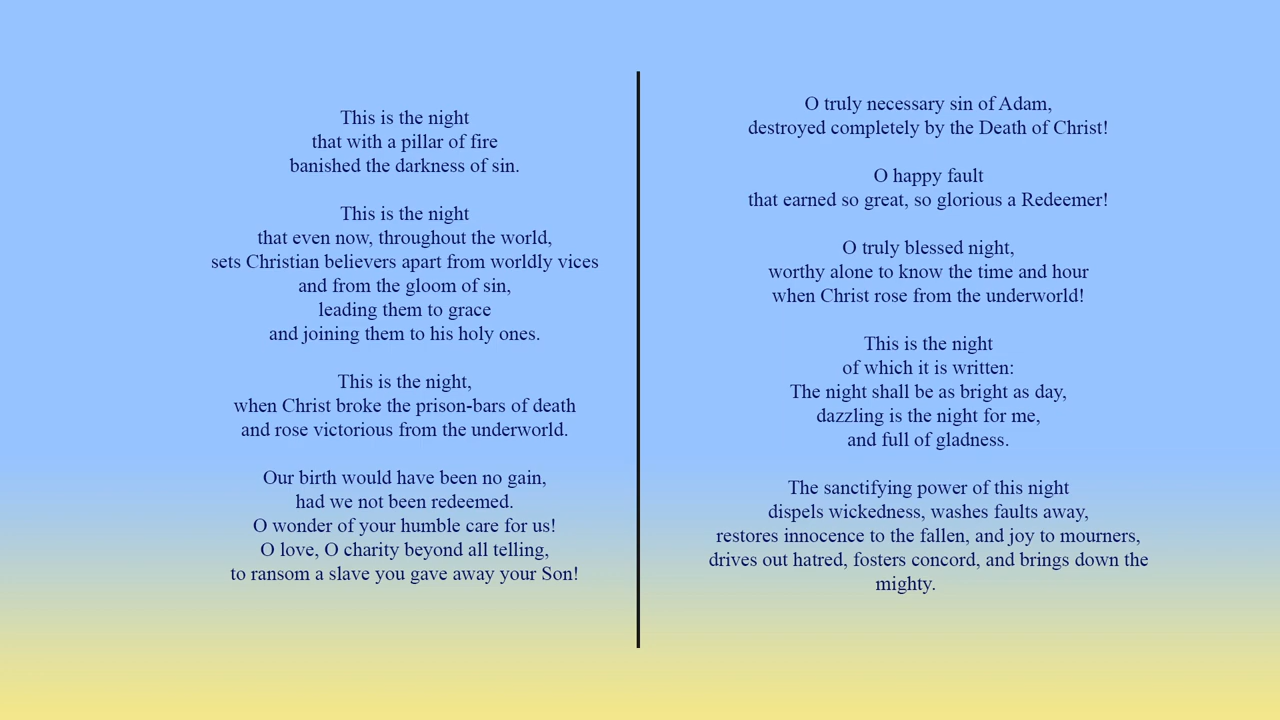 This is the night
that with a pillar of fire
banished the darkness of sin.
This is the night
that even now, throughout the world,
sets Christian believers apart from worldly vices
and from the gloom of sin,
leading them to grace
and joining them to his holy ones.
This is the night,
when Christ broke the prison-bars of death
and rose victorious from the underworld.
Our birth would have been no gain,
had we not been redeemed.
O wonder of your humble care for us!
O love, O charity beyond all telling,
to ransom a slave you gave away your Son!
O truly necessary sin of Adam,
destroyed completely by the Death of Christ!
O happy fault
that earned so great, so glorious a Redeemer!
O truly blessed night,
worthy alone to know the time and hour
when Christ rose from the underworld!
This is the night
of which it is written:
The night shall be as bright as day,
dazzling is the night for me,
and full of gladness.
The sanctifying power of this night
dispels wickedness, washes faults away,
restores innocence to the fallen, and joy to mourners,
drives out hatred, fosters concord, and brings down the
mighty.